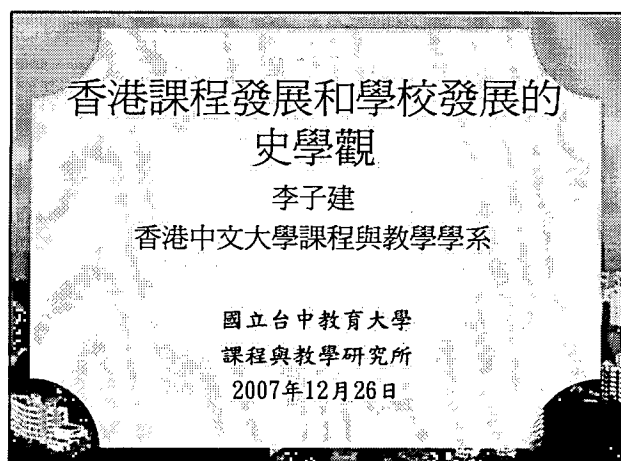 香港課程發展和學校發展的
史學觀
李子建
香港中文大學課程與教學學系
國立台中教育大學
課程與教學研究所
2007年12月26日